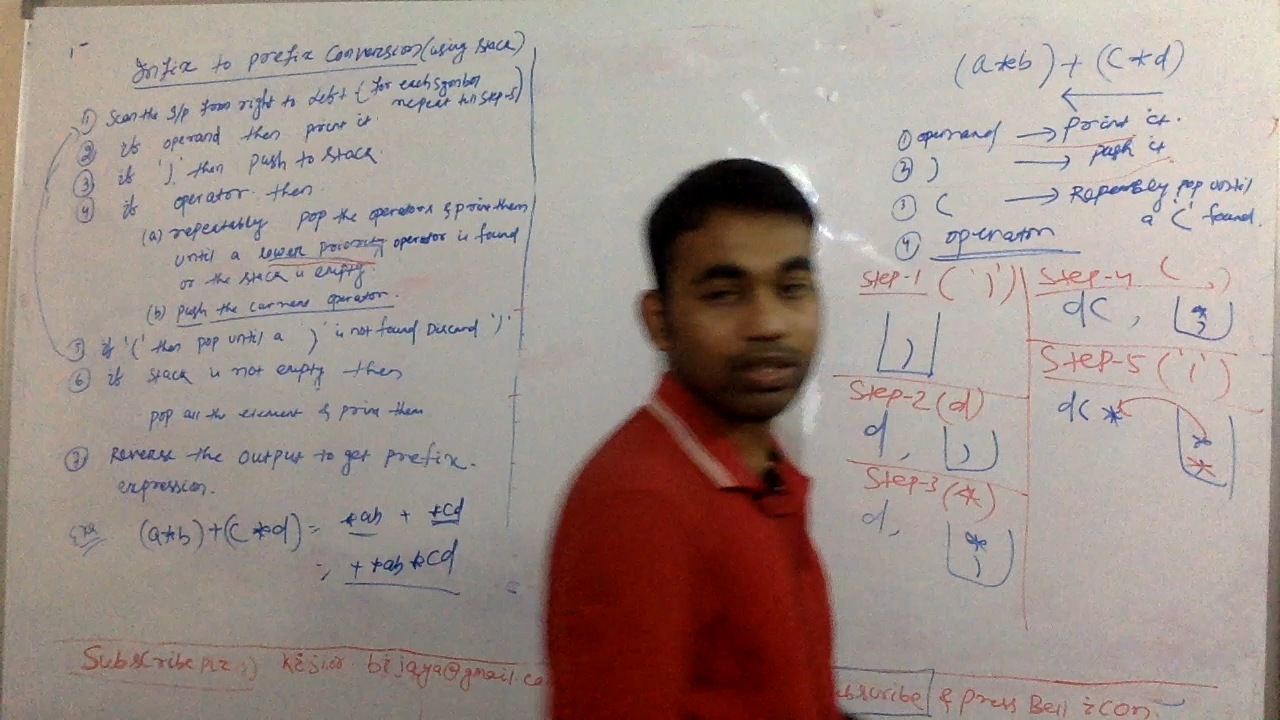 Infix to prefix conversion (using stack)
① Scan the I/p from right to left (for each symbol
repeat till step-5)
② if operand then print it
③ if ')' then push to stack.
④ if operator then
(a) repeatably pop the operators & print them
until a lower priority operator is found
or the stack is empty.
(b) push the current operator.
⑤ if '(' then pop until a ')' is not found Discard ')'
⑥ if stack is not empty then
pop all the element & print them
⑦ Reverse the output to get prefix.
expression.
(a*b)+(c*d) = *ab + *cd
= + *ab *cd
=
Subscribe plz :) kisior.bijaya@gmail.co
(a*b)+(c*d)
① operand → print it.
② ) → push it
③ ( → Repeatably pop until
a '(' found.
④ operator
Step-1 (')')
)
Step-2 (d)
d, )
Step-3 (*)
d,
*
)
Step-4 (c)
dc, *
)
Step-5 ('(')
dc *
*
*
ubscribe & press Bell icon